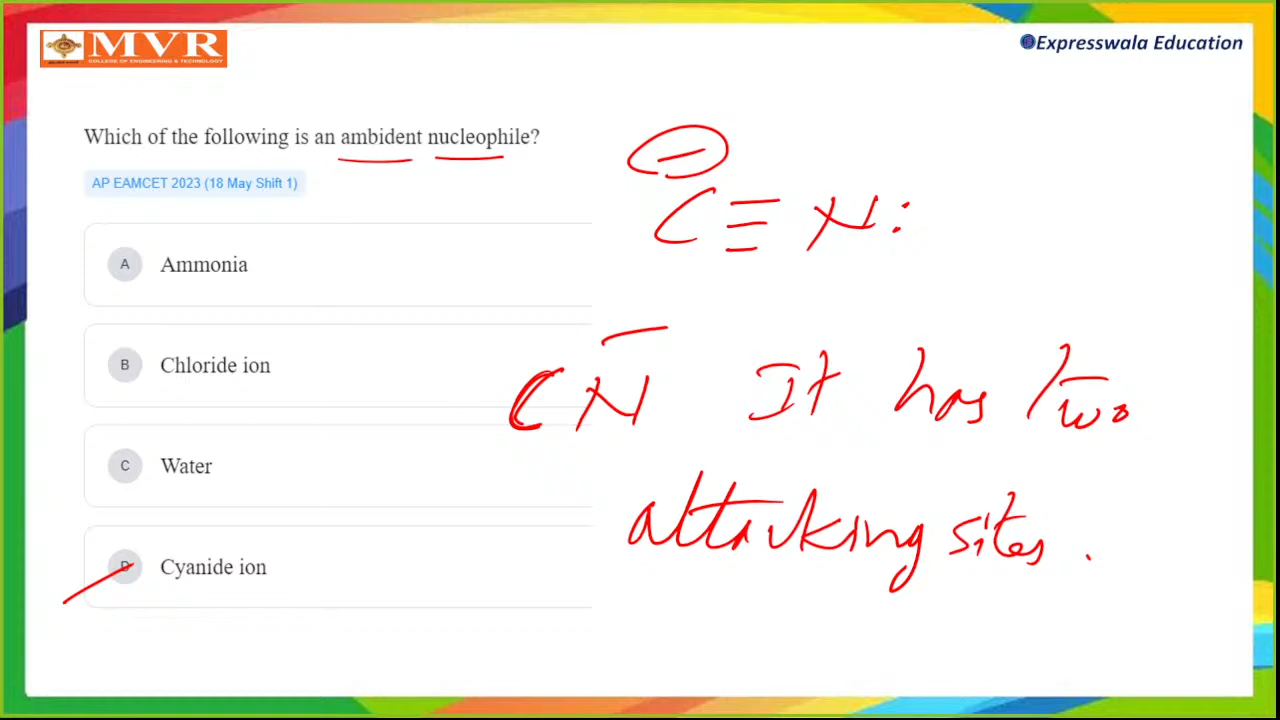 MVR
COLLEGE OF ENGINEERING & TECHNOLOGY
Expresswala Education
Which of the following is an ambident nucleophile?
AP EAMCET 2023 (18 May Shift 1)
A Ammonia
B Chloride ion
C Water
D Cyanide ion
−
C ≡ N :
CN‾ It has two
attacking sites.